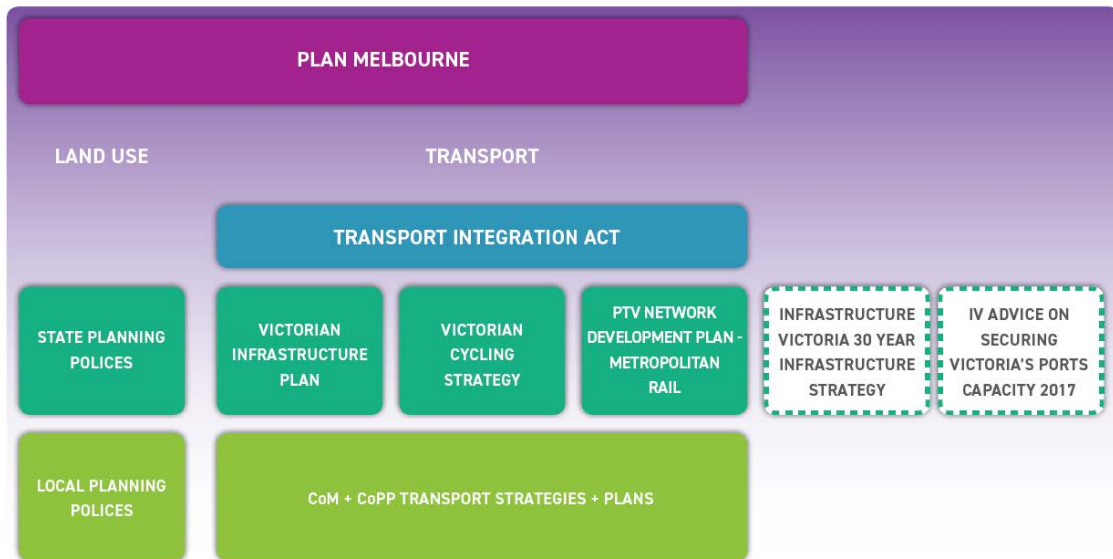 PLAN MELBOURNE
LAND USE
TRANSPORT
TRANSPORT INTEGRATION ACT
STATE PLANNING
POLICES
VICTORIAN
INFRASTRUCTURE
PLAN
VICTORIAN
CYCLING
STRATEGY
PTV NETWORK
DEVELOPMENT PLAN -
METROPOLITAN
RAIL
INFRASTRUCTURE
VICTORIA 30 YEAR
INFRASTRUCTURE
STRATEGY
IV ADVICE ON
SECURING
VICTORIA'S PORTS
CAPACITY 2017
LOCAL PLANNING
POLICES
CoM + CoPP TRANSPORT STRATEGIES + PLANS